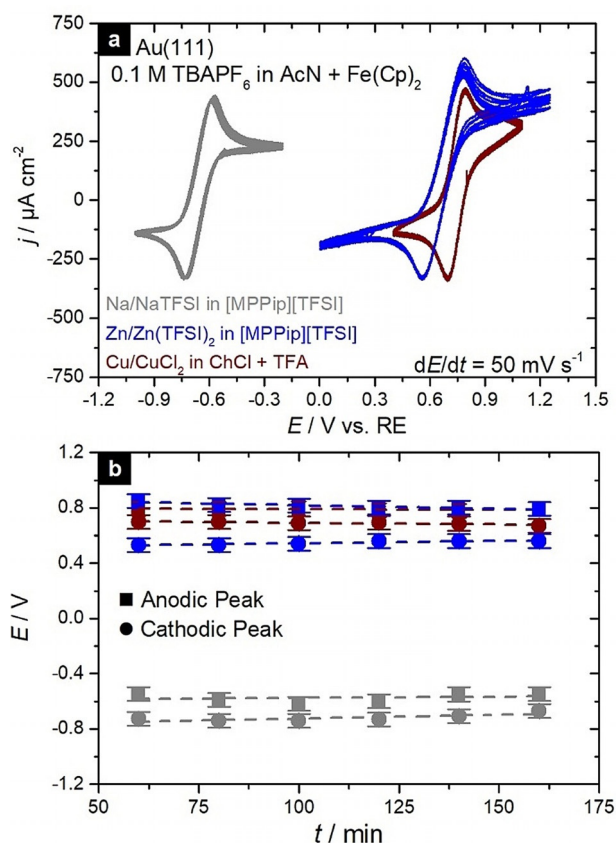 a
Au(111)
0.1 M TBAPF₆ in AcN + Fe(Cp)₂
j / µA cm⁻²
750
500
250
0
-250
-500
-750
Na/NaTFSI in [MPPip][TFSI]
Zn/Zn(TFSI)₂ in [MPPip][TFSI]
Cu/CuCl₂ in ChCl + TFA
dE/dt = 50 mV s⁻¹
-1.2 -0.9 -0.6 -0.3 0.0 0.3 0.6 0.9 1.2
E / V vs. RE
b
E / V
1.2
0.8
0.4
0.0
-0.4
-0.8
-1.2
Anodic Peak
Cathodic Peak
50 75 100 125 150 175
t / min